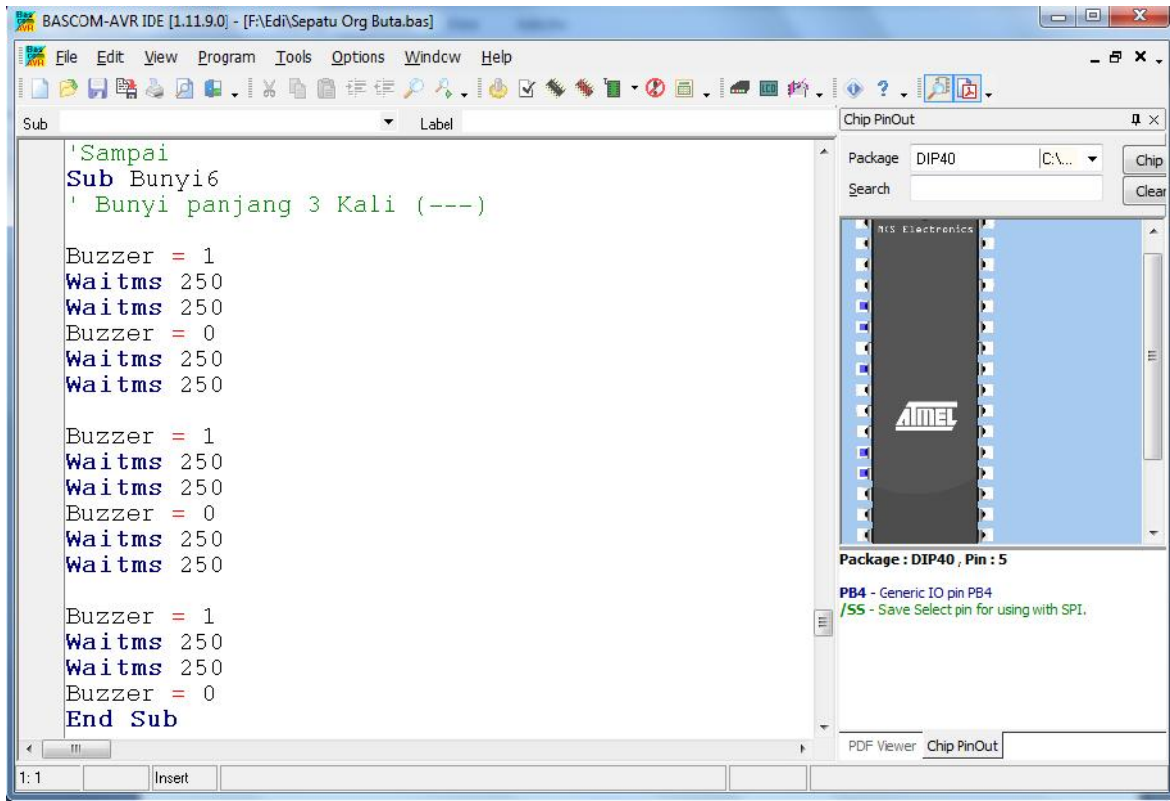 BASCOM-AVR IDE [1.11.9.0] - [F:\Edi\Sepatu Org Buta.bas]
File Edit View Program Tools Options Window Help
Sub Label
'Sampai
Sub Bunyi6
' Bunyi panjang 3 Kali (---)
Buzzer = 1
Waitms 250
Waitms 250
Buzzer = 0
Waitms 250
Waitms 250
Buzzer = 1
Waitms 250
Waitms 250
Buzzer = 0
Waitms 250
Waitms 250
Buzzer = 1
Waitms 250
Waitms 250
Buzzer = 0
End Sub
Chip PinOut
Package DIP40 C:\... Chip
Search Clear
MCS Electronics
ATMEL
Package : DIP40 , Pin : 5
PB4 - Generic IO pin PB4
/SS - Save Select pin for using with SPI.
PDF Viewer Chip PinOut
1: 1 Insert